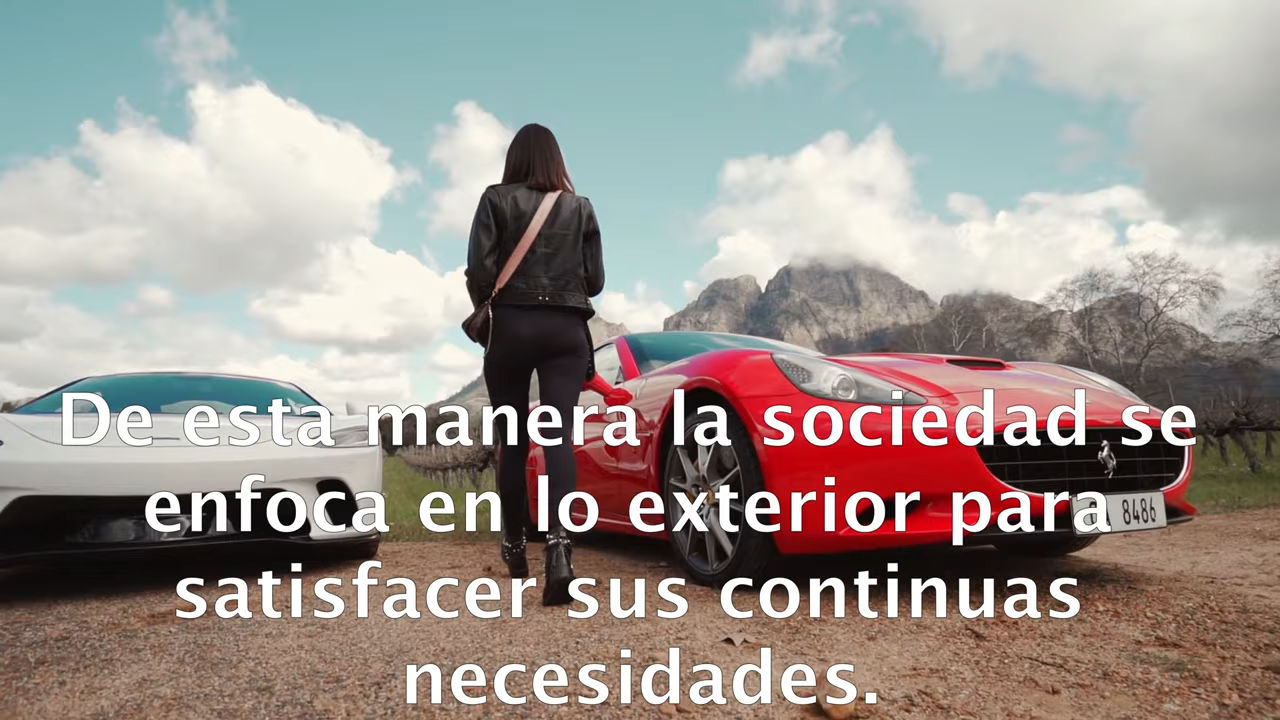 De esta manera la sociedad se
enfoca en lo exterior para
satisfacer sus continuas
necesidades.
8486